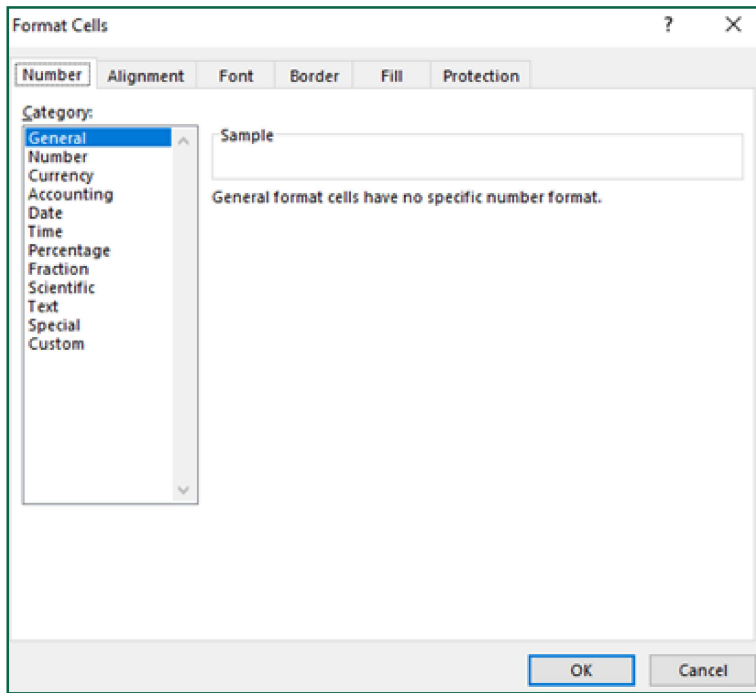 Format Cells ? X
Number Alignment Font Border Fill Protection
Category:
General
Number
Currency
Accounting
Date
Time
Percentage
Fraction
Scientific
Text
Special
Custom
Sample
General format cells have no specific number format.
OK Cancel